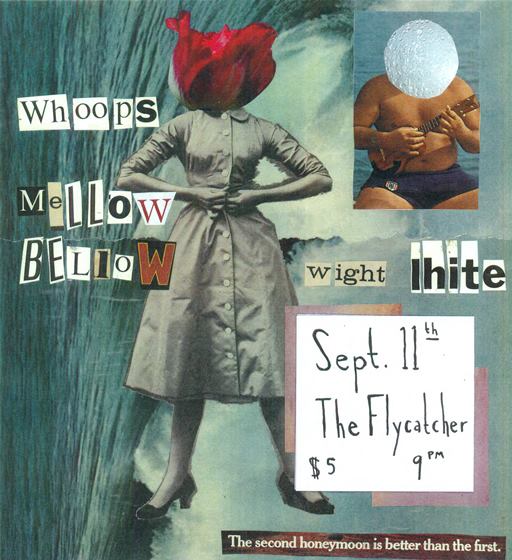 Whoops
MeLLoW
BELloW
wight lhite
Sept. 11th
The Flycatcher
$5 9PM
The second honeymoon is better than the first.